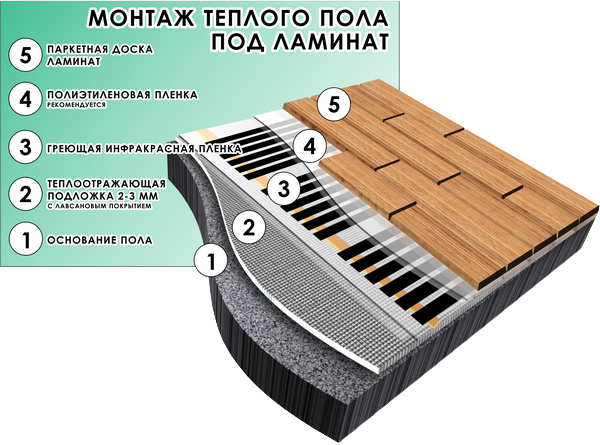 МОНТАЖ ТЕПЛОГО ПОЛА
ПОД ЛАМИНАТ
5 ПАРКЕТНАЯ ДОСКА
ЛАМИНАТ
4 ПОЛИЭТИЛЕНОВАЯ ПЛЕНКА
РЕКОМЕНДУЕТСЯ
3 ГРЕЮЩАЯ ИНФРАКРАСНАЯ ПЛЕНКА
2 ТЕПЛООТРАЖАЮЩАЯ
ПОДЛОЖКА 2-3 ММ
С ЛАВСАНОВЫМ ПОКРЫТИЕМ
1 ОСНОВАНИЕ ПОЛА
5
4
3
2
1